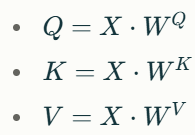 • Q = X · W^Q
• K = X · W^K
• V = X · W^V